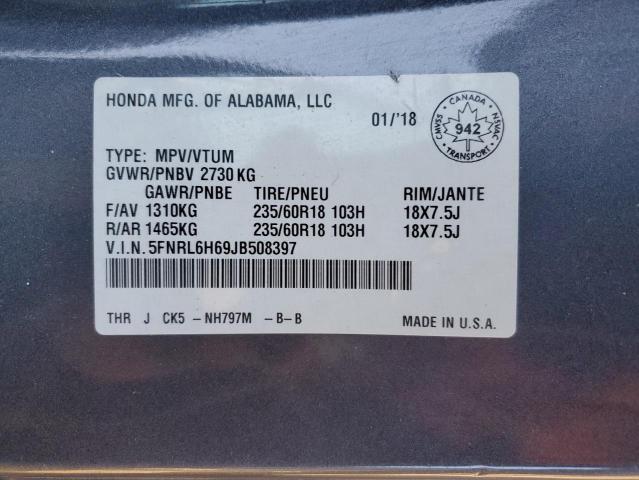 HONDA MFG. OF ALABAMA, LLC
01/'18
CANADA
CMVSS
942
NSVAC
TRANSPORT
TYPE: MPV/VTUM
GVWR/PNBV 2730 KG
GAWR/PNBE TIRE/PNEU RIM/JANTE
F/AV 1310KG 235/60R18 103H 18X7.5J
R/AR 1465KG 235/60R18 103H 18X7.5J
V.I.N. 5FNRL6H69JB508397
THR J CK5 - NH797M - B-B MADE IN U.S.A.